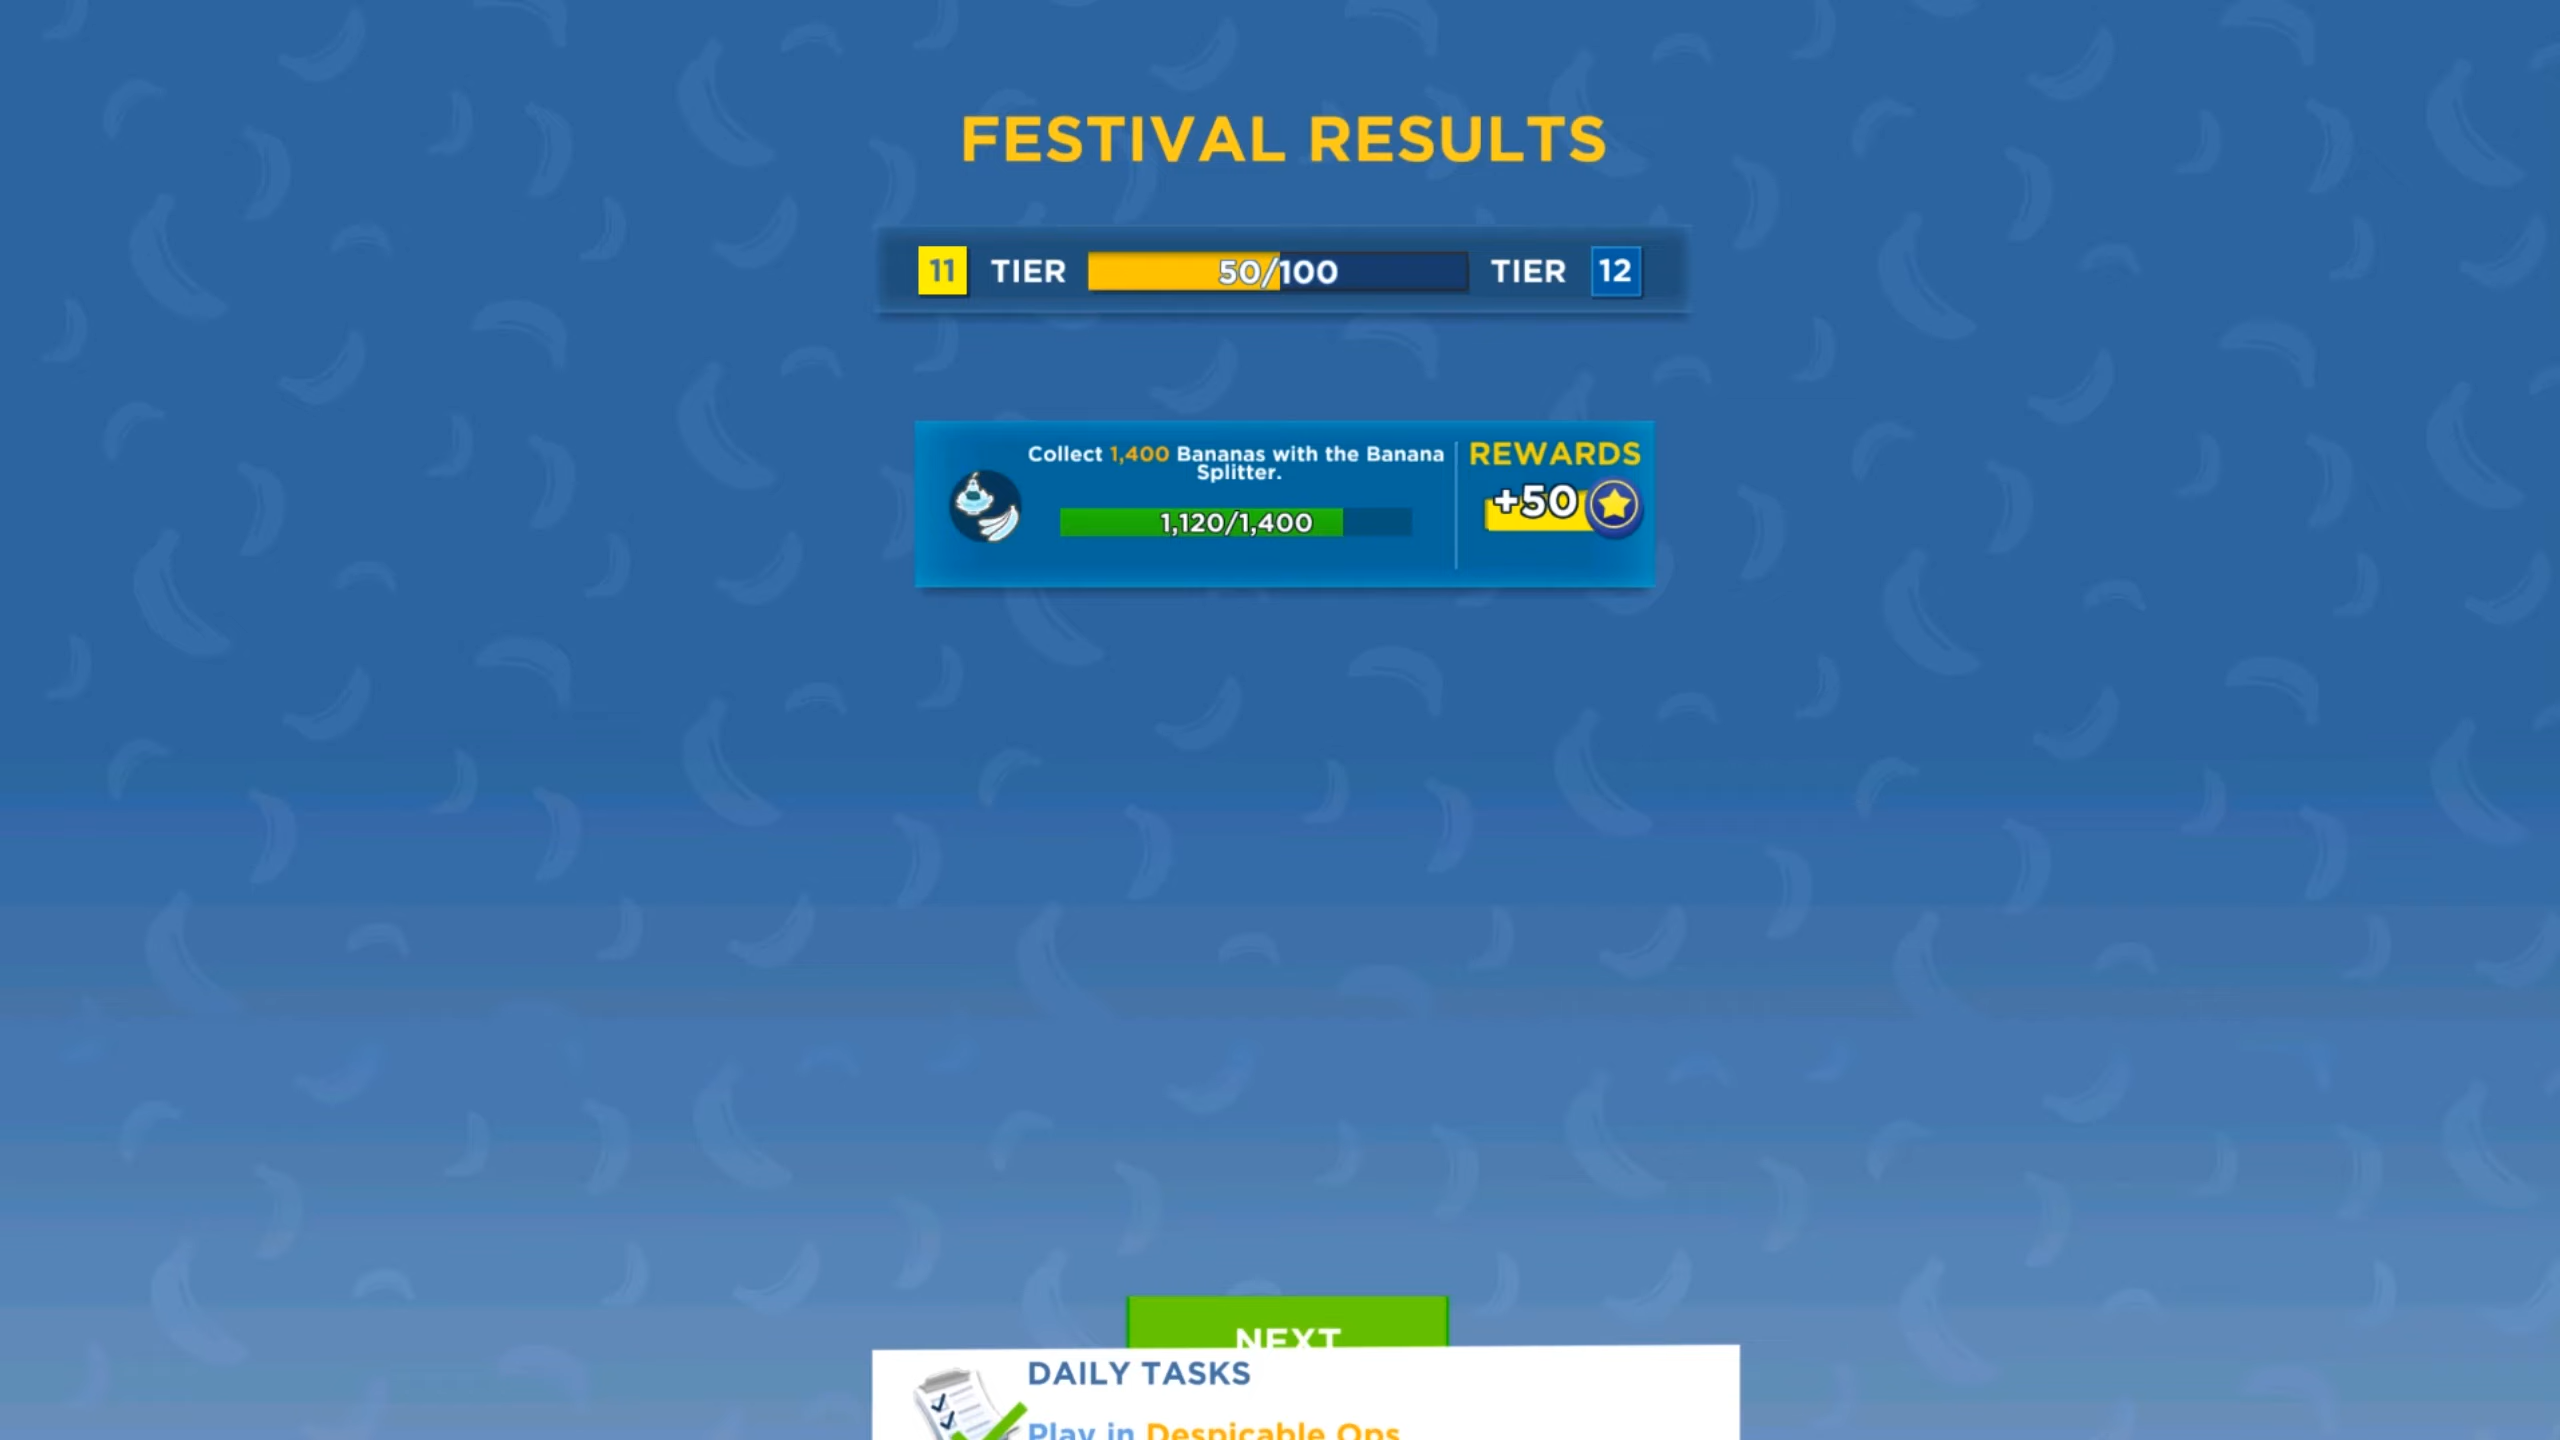 FESTIVAL RESULTS
11 TIER 50/100 TIER 12
Collect 1,400 Bananas with the Banana
Splitter.
1,120/1,400
REWARDS
+50
NEXT
DAILY TASKS
Play in Despicable Ops